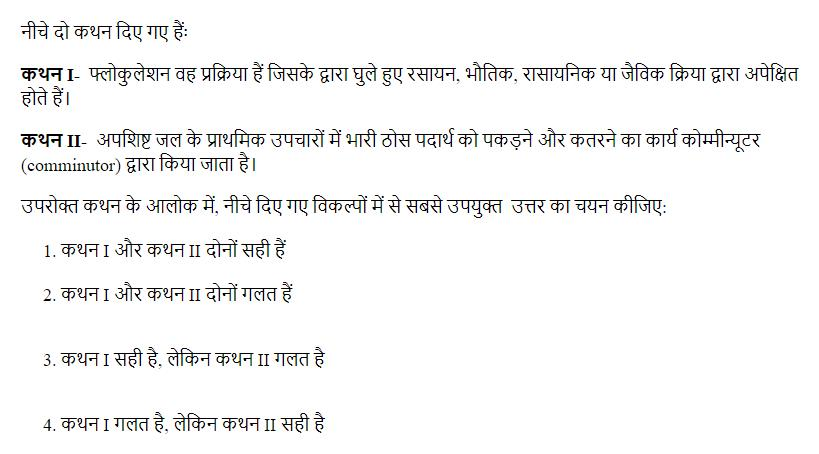 नीचे दो कथन दिए गए हैंः
कथन I- फ्लोकुलेशन वह प्रक्रिया हैं जिसके द्वारा घुले हुए रसायन, भौतिक, रासायनिक या जैविक क्रिया द्वारा अपेक्षित
होते हैं।
कथन II- अपशिष्ट जल के प्राथमिक उपचारों में भारी ठोस पदार्थ को पकड़ने और कतरने का कार्य कोम्मीन्यूटर
(comminutor) द्वारा किया जाता है।
उपरोक्त कथन के आलोक में, नीचे दिए गए विकल्पों में से सबसे उपयुक्त उत्तर का चयन कीजिए:
1. कथन I और कथन II दोनों सही हैं
2. कथन I और कथन II दोनों गलत हैं
3. कथन I सही है, लेकिन कथन II गलत है
4. कथन I गलत है, लेकिन कथन II सही है